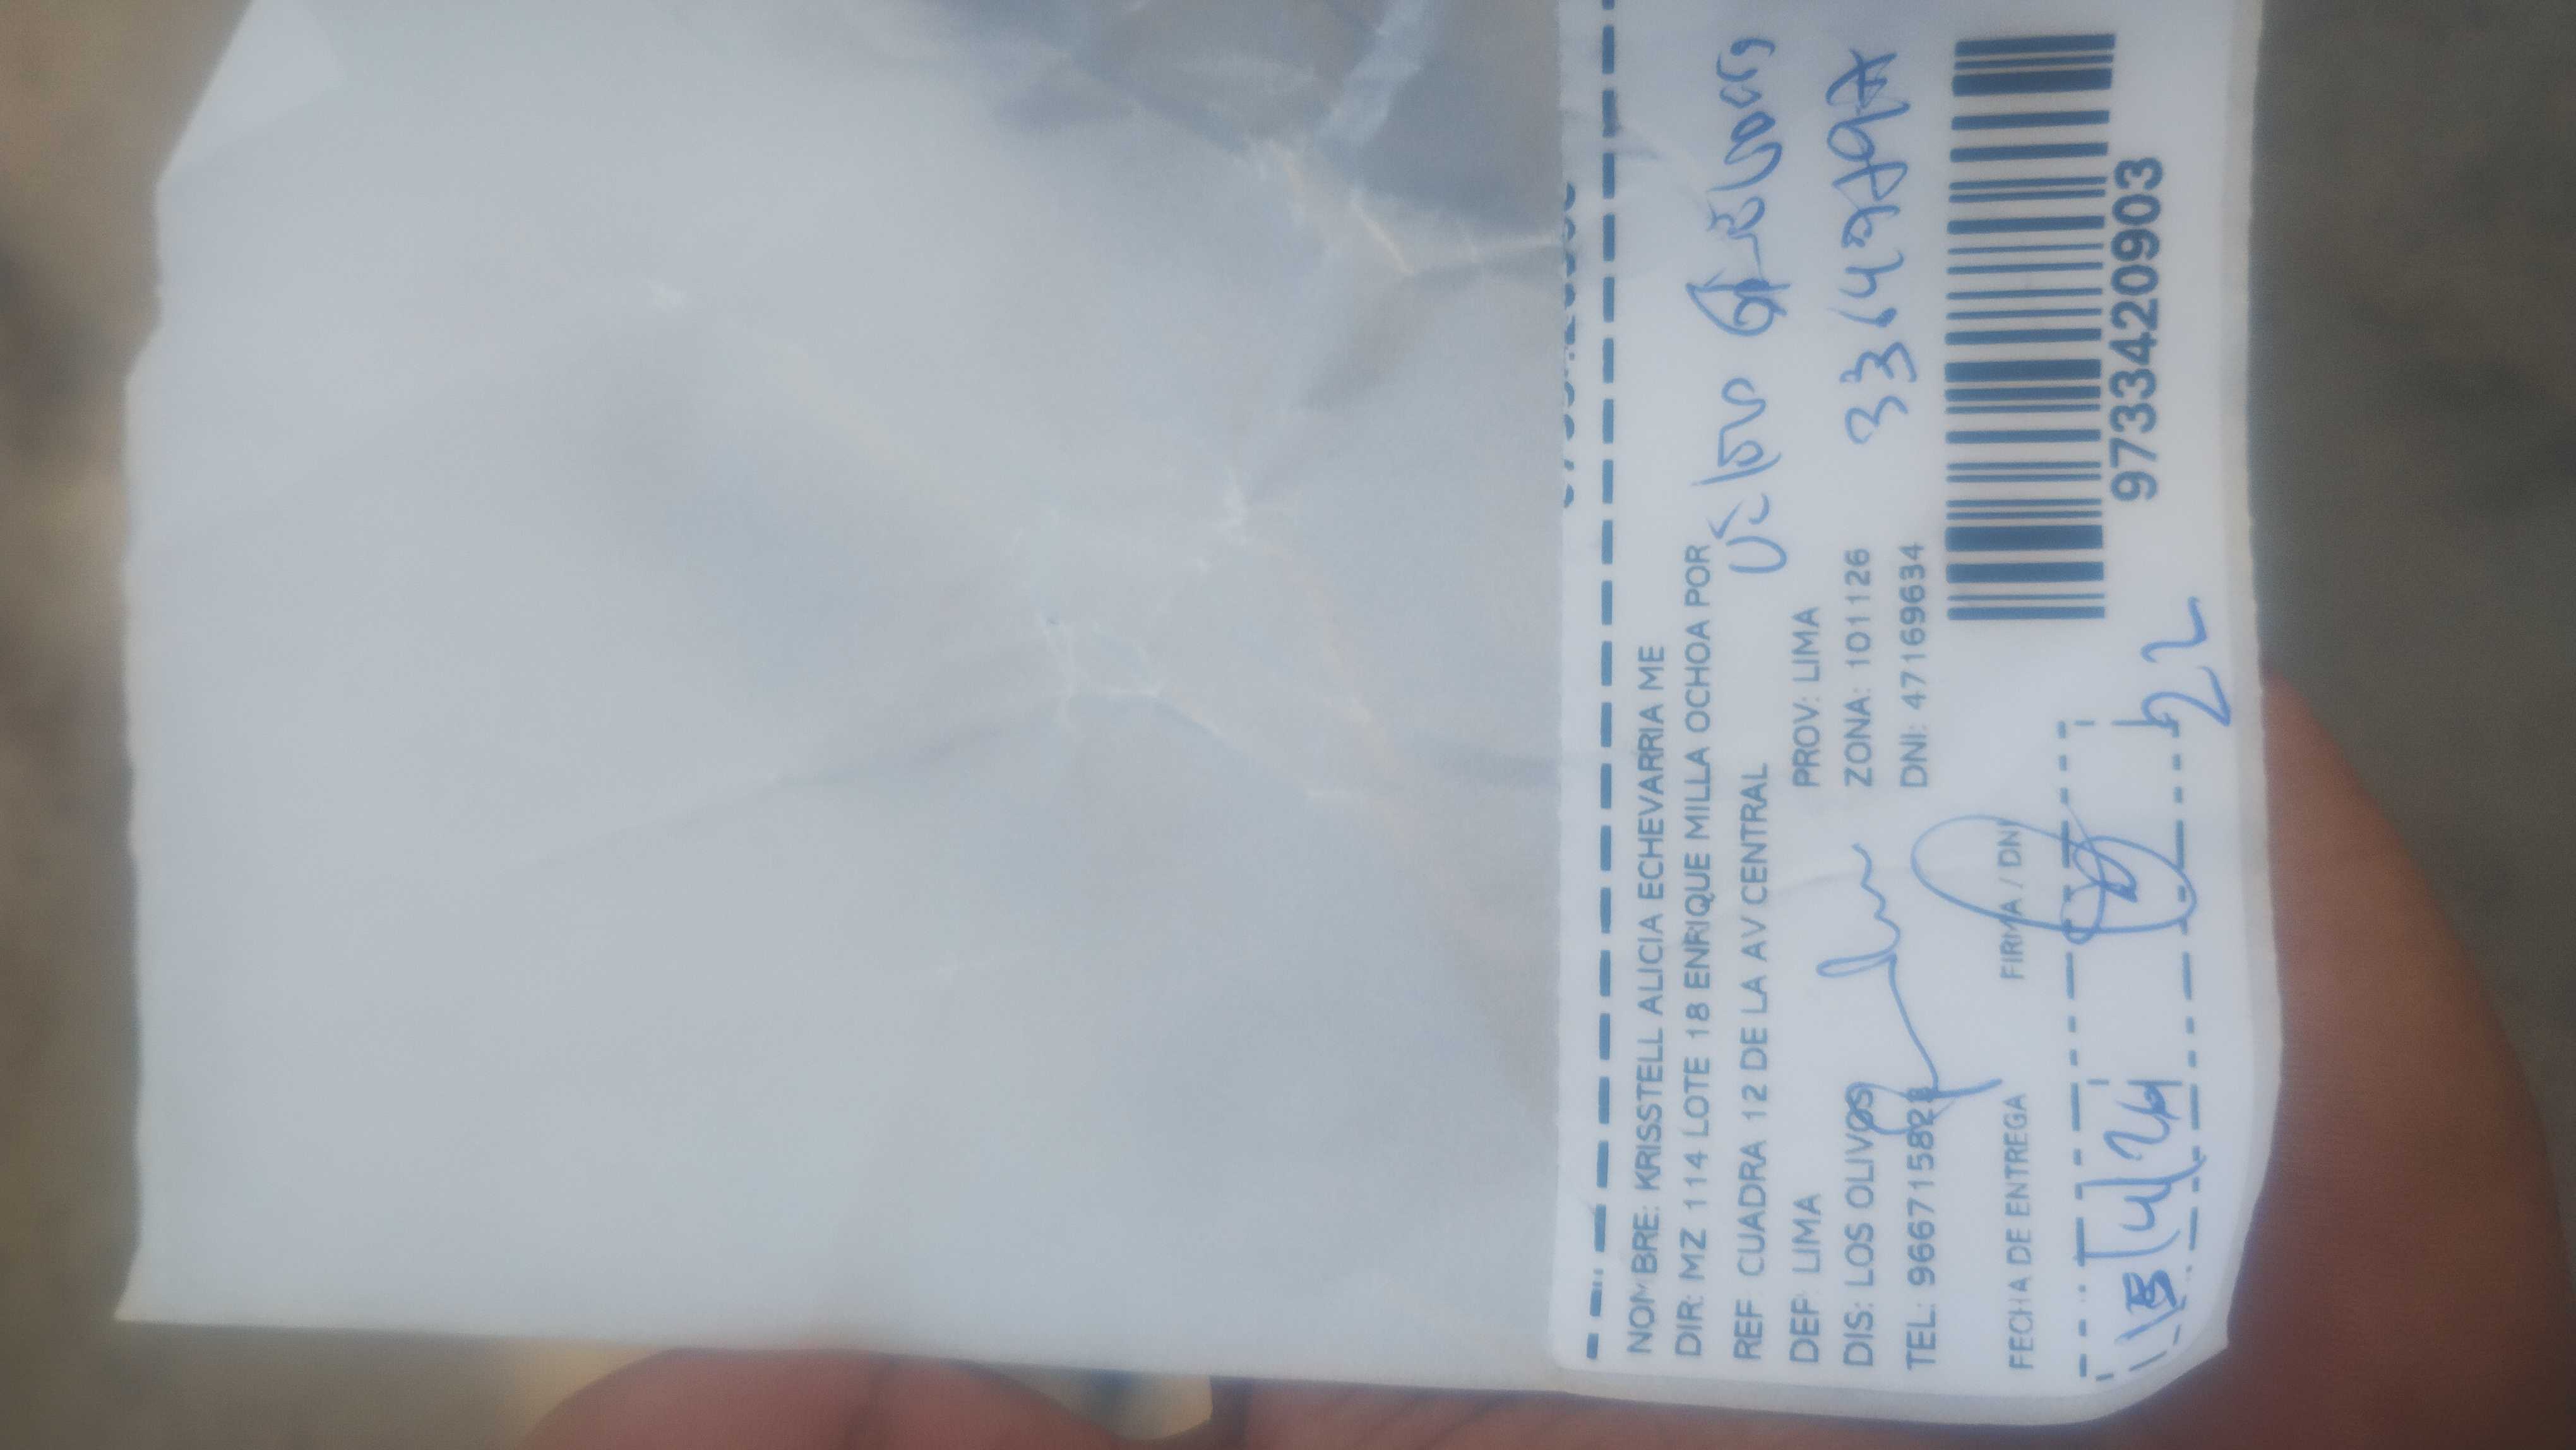 NOMBRE: KRISSTELL ALICIA ECHEVARRIA ME
DIR: MZ 114 LOTE 18 ENRIQUE MILLA OCHOA POR
REF: CUADRA 12 DE LA AV CENTRAL
DEP: LIMA PROV: LIMA
DIS: LOS OLIVOS ZONA: 101126
TEL: 966715828 DNI: 47169634
FECHA DE ENTREGA FIRMA / DNI
22
9733420903